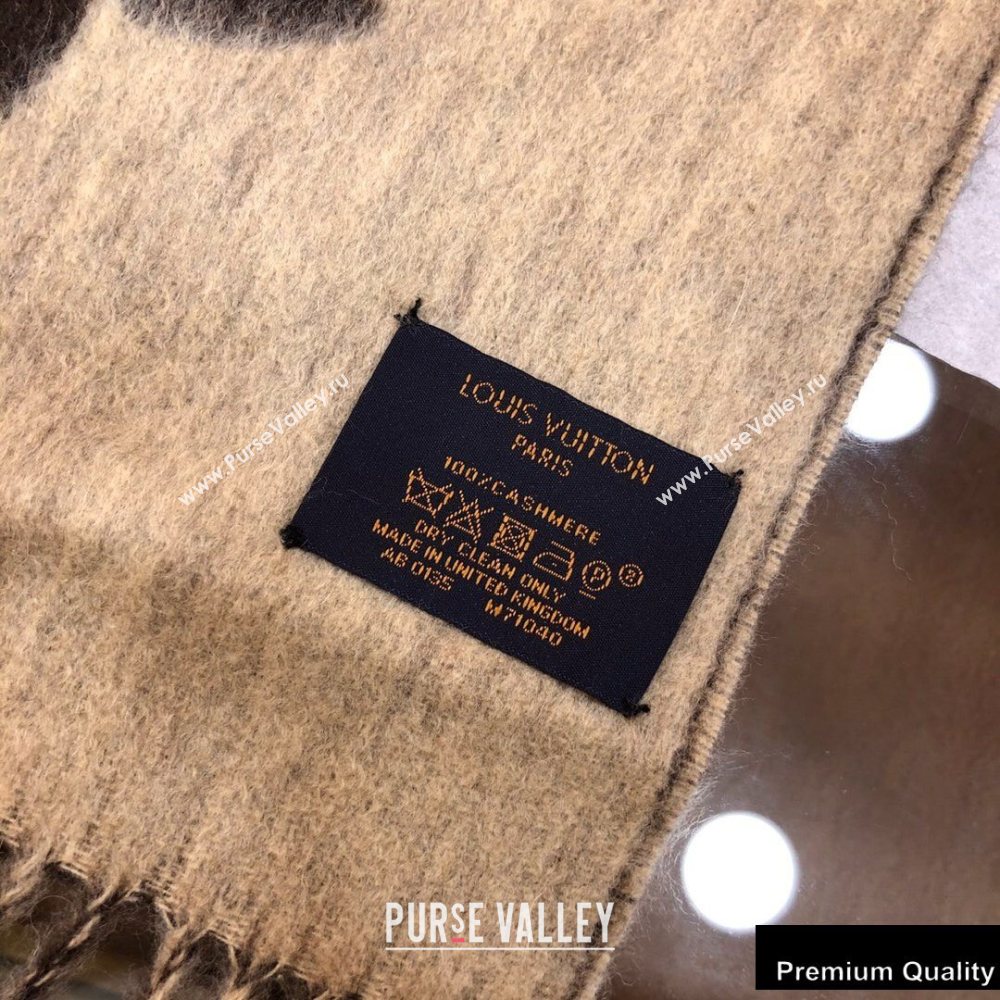 LOUIS VUITTON
PARIS
100%CASHMERE
DRY CLEAN ONLY
MADE IN UNITED KINGDOM
AB 0135 M71040
www.PurseValley.ru
www.PurseValley.ru
PURSE VALLEY
Premium Quality